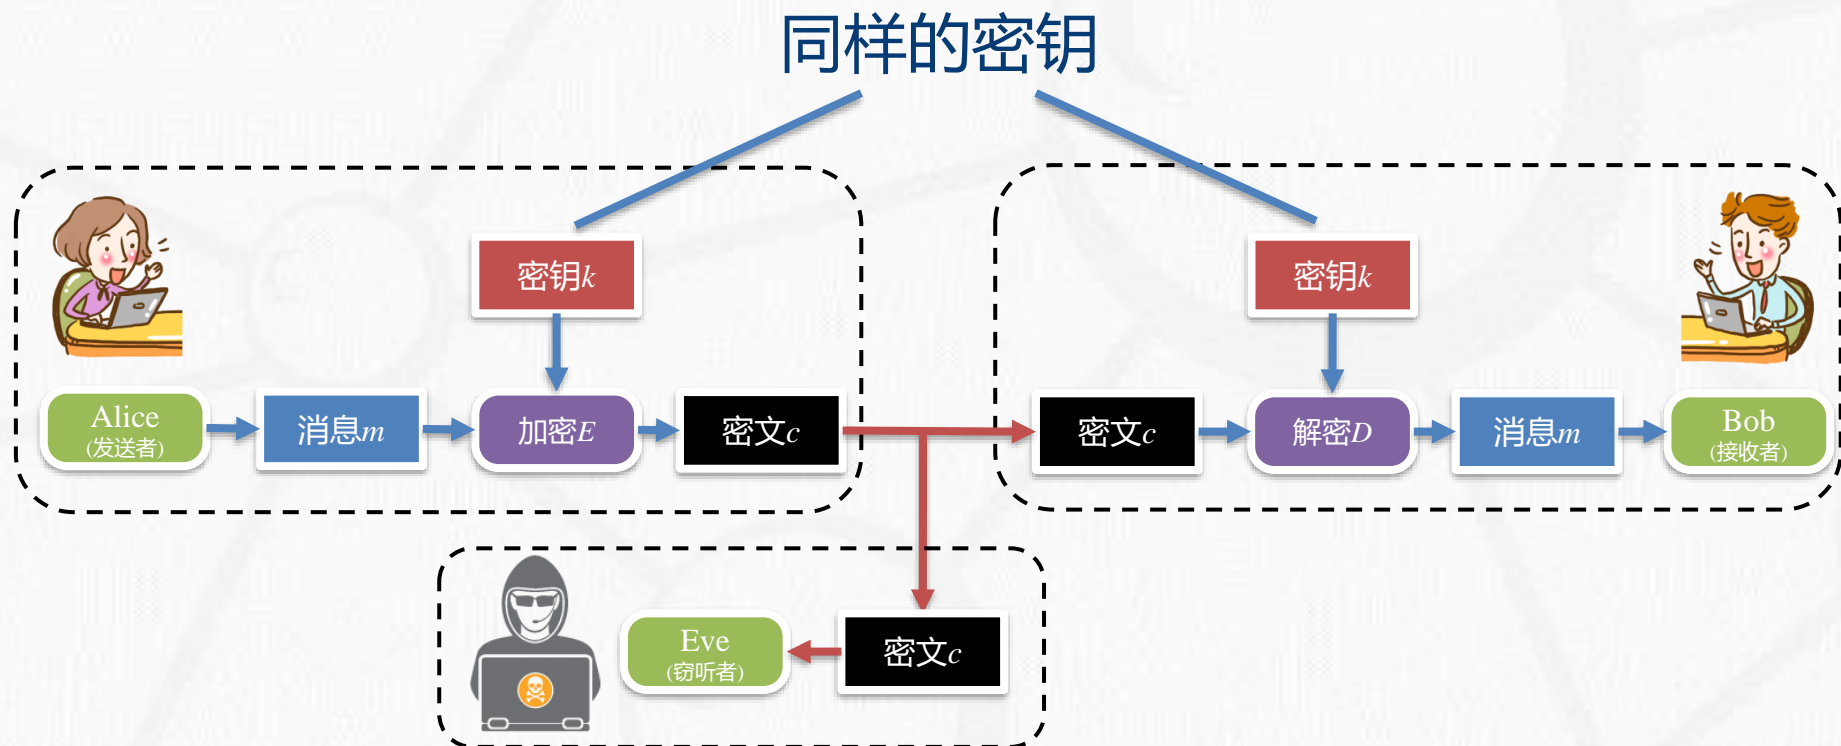 同样的密钥
密钥k
密钥k
Alice
(发送者)
消息m
加密E
密文c
密文c
解密D
消息m
Bob
(接收者)
Eve
(窃听者)
密文c